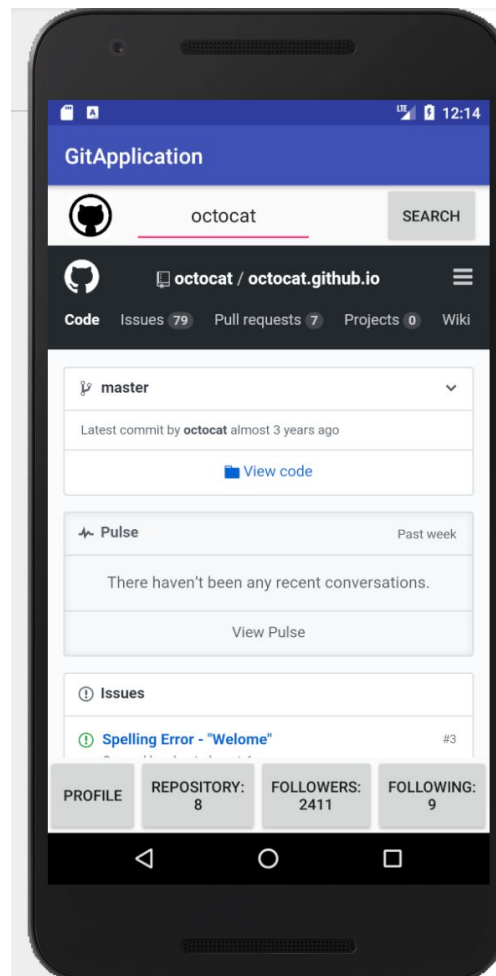 LTE 12:14
GitApplication
octocat SEARCH
octocat / octocat.github.io
Code Issues 79 Pull requests 7 Projects 0 Wiki
master
Latest commit by octocat almost 3 years ago
View code
Pulse Past week
There haven't been any recent conversations.
View Pulse
Issues
Spelling Error - "Welome" #3
PROFILE
REPOSITORY:
8
FOLLOWERS:
2411
FOLLOWING:
9